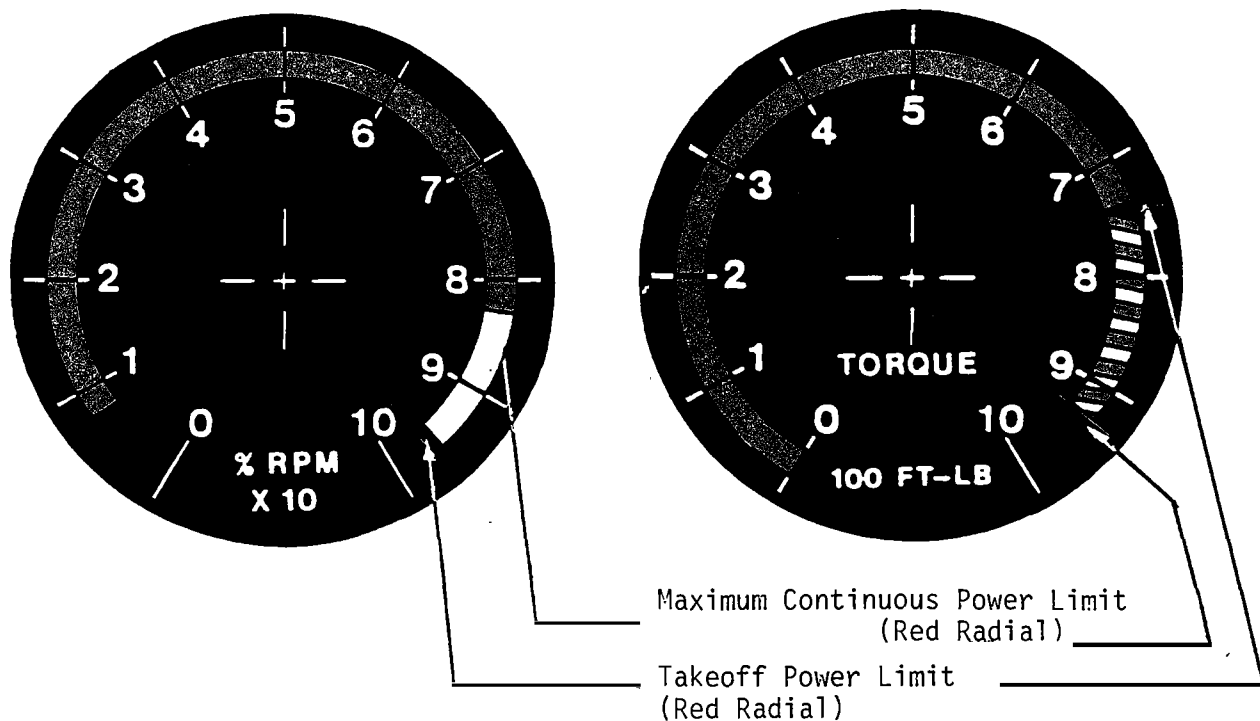 5
4
6
3
7
2
8
1
9
0
10
% RPM
X 10
5
4
6
3
7
2
8
1
9
TORQUE
0
10
100 FT-LB
Maximum Continuous Power Limit
(Red Radial)
Takeoff Power Limit
(Red Radial)